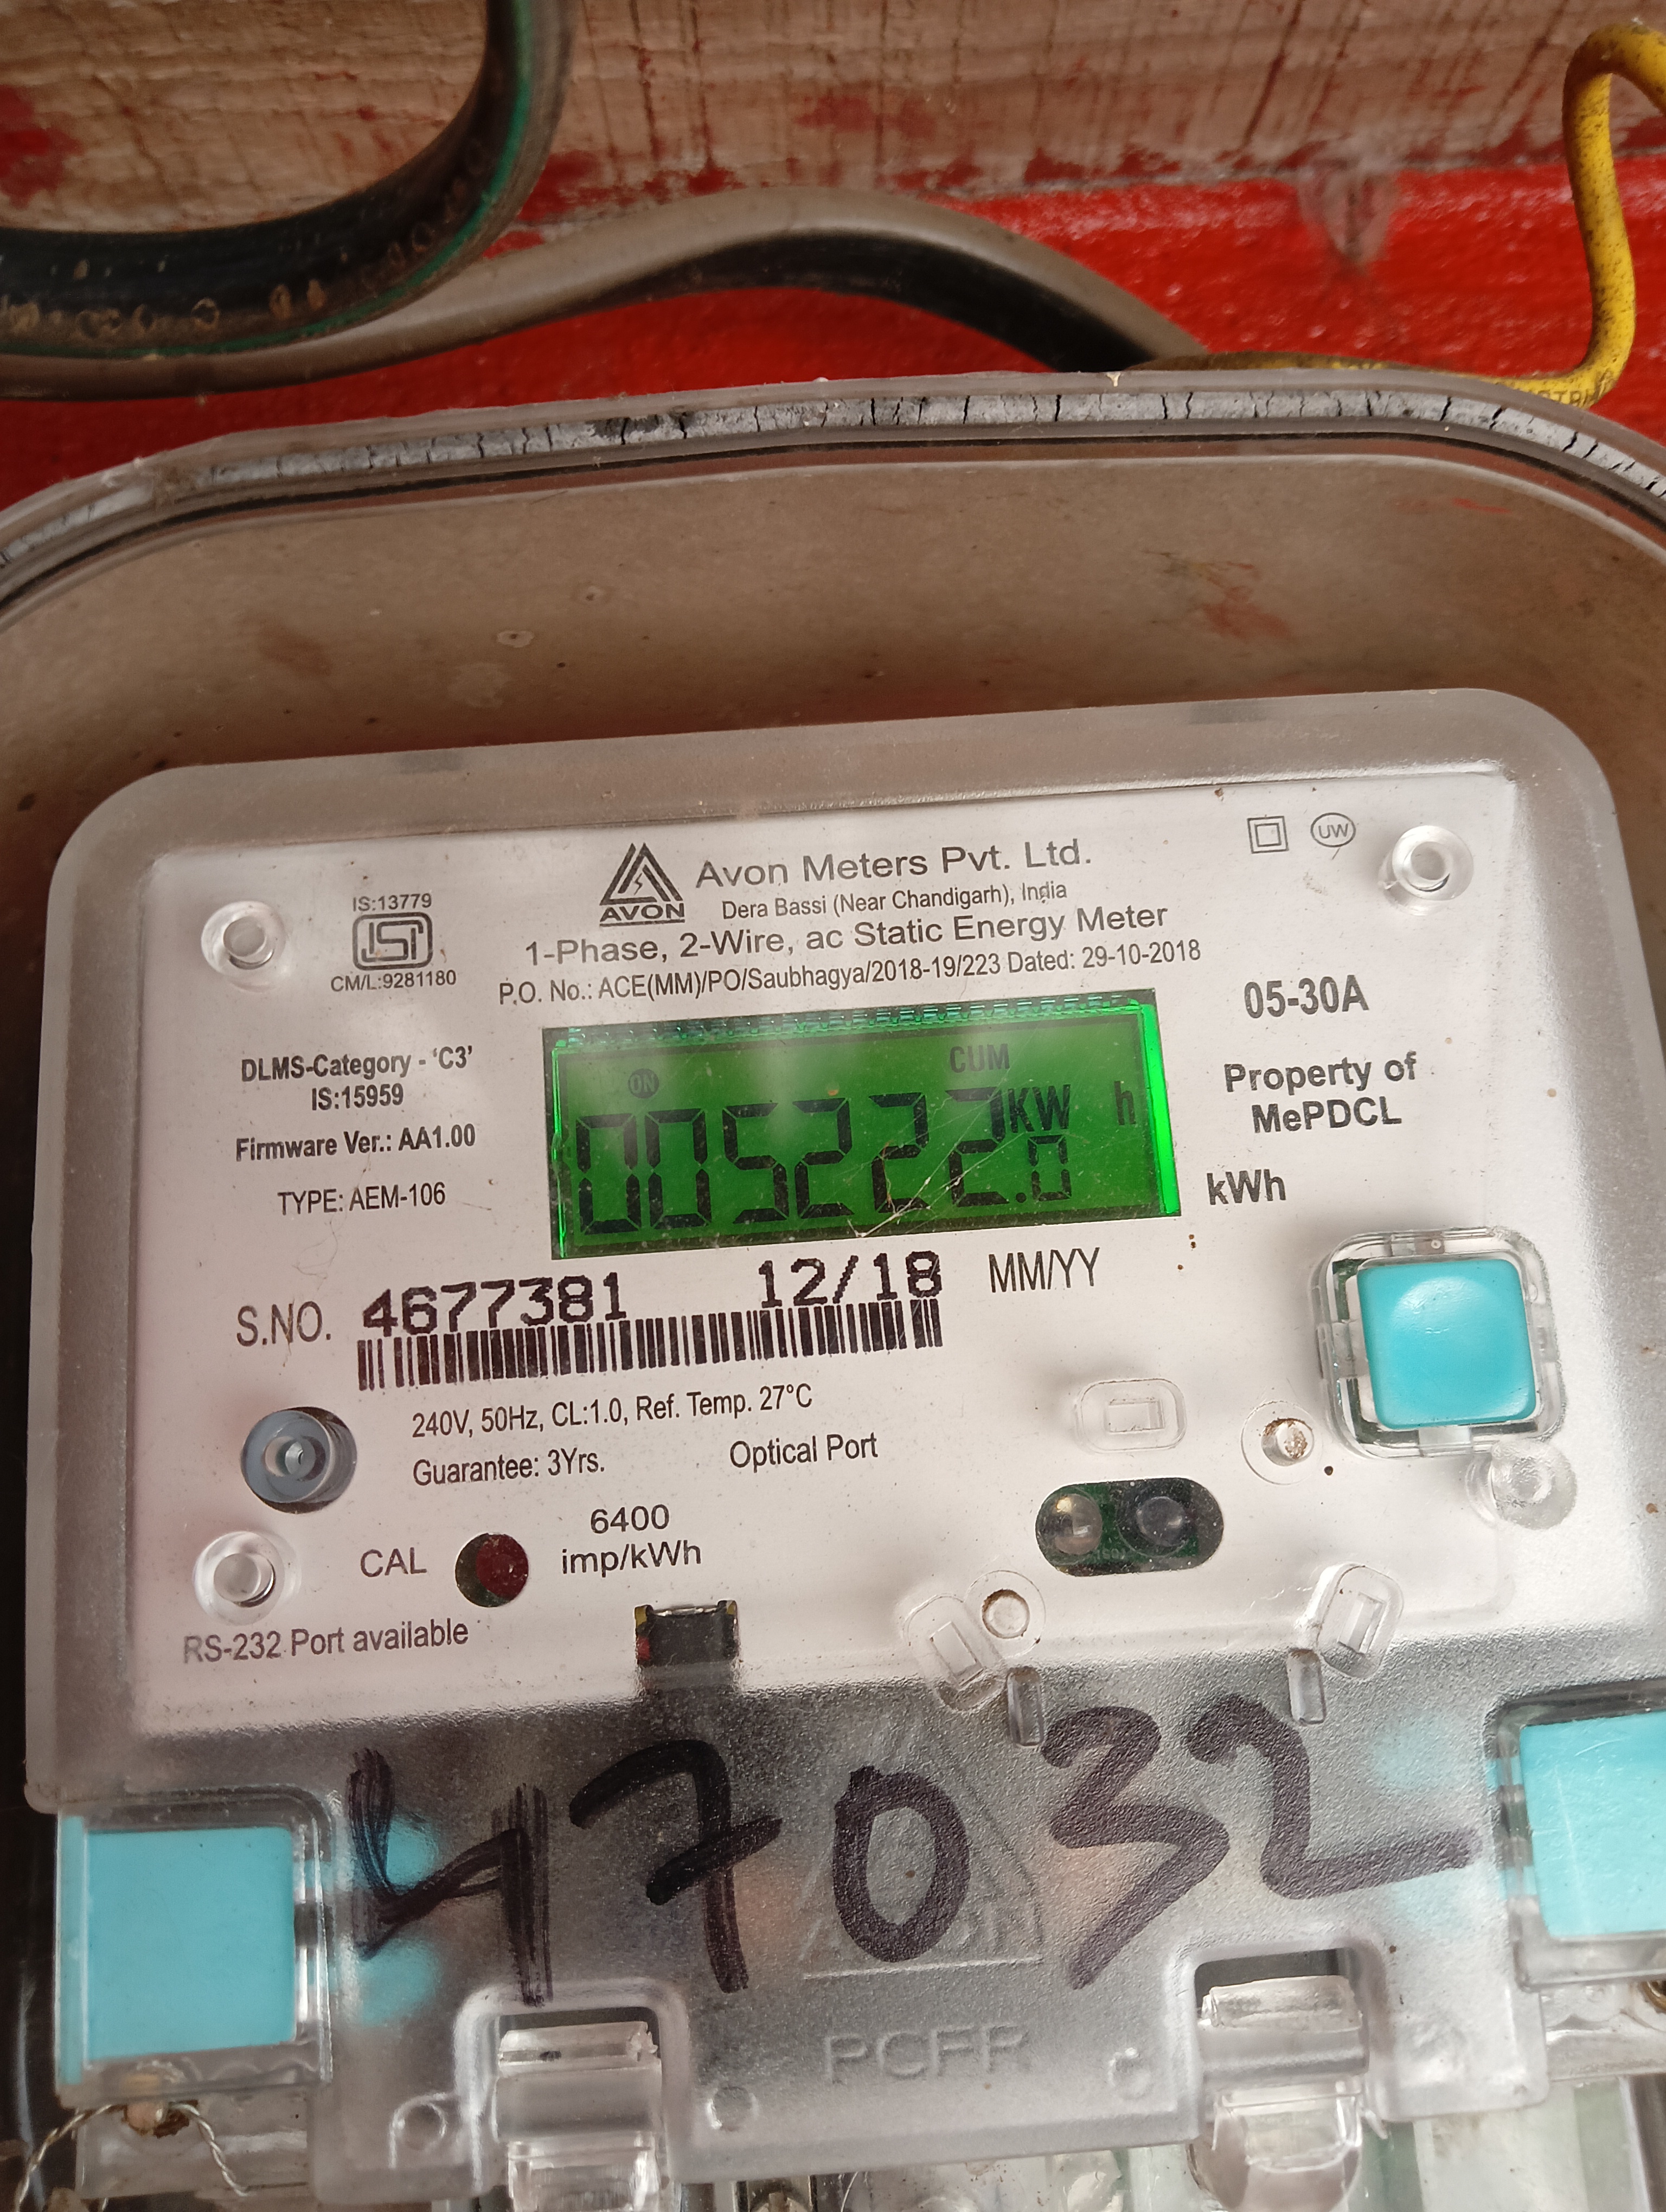 IS:13779
ISI
CM/L:9281180
AVON
Avon Meters Pvt. Ltd.
Dera Bassi (Near Chandigarh), India
1-Phase, 2-Wire, ac Static Energy Meter
P.O. No.: ACE(MM)/PO/Saubhagya/2018-19/223 Dated: 29-10-2018
UW
05-30A
DLMS-Category - 'C3'
IS:15959
Firmware Ver.: AA1.00
TYPE: AEM-106
ON CUM
005222.0 KW h
Property of
MePDCL
kWh
S.NO. 4677381 12/18 MM/YY
240V, 50Hz, CL:1.0, Ref. Temp. 27°C
Guarantee: 3Yrs.
Optical Port
CAL
6400
imp/kWh
RS-232 Port available
47032